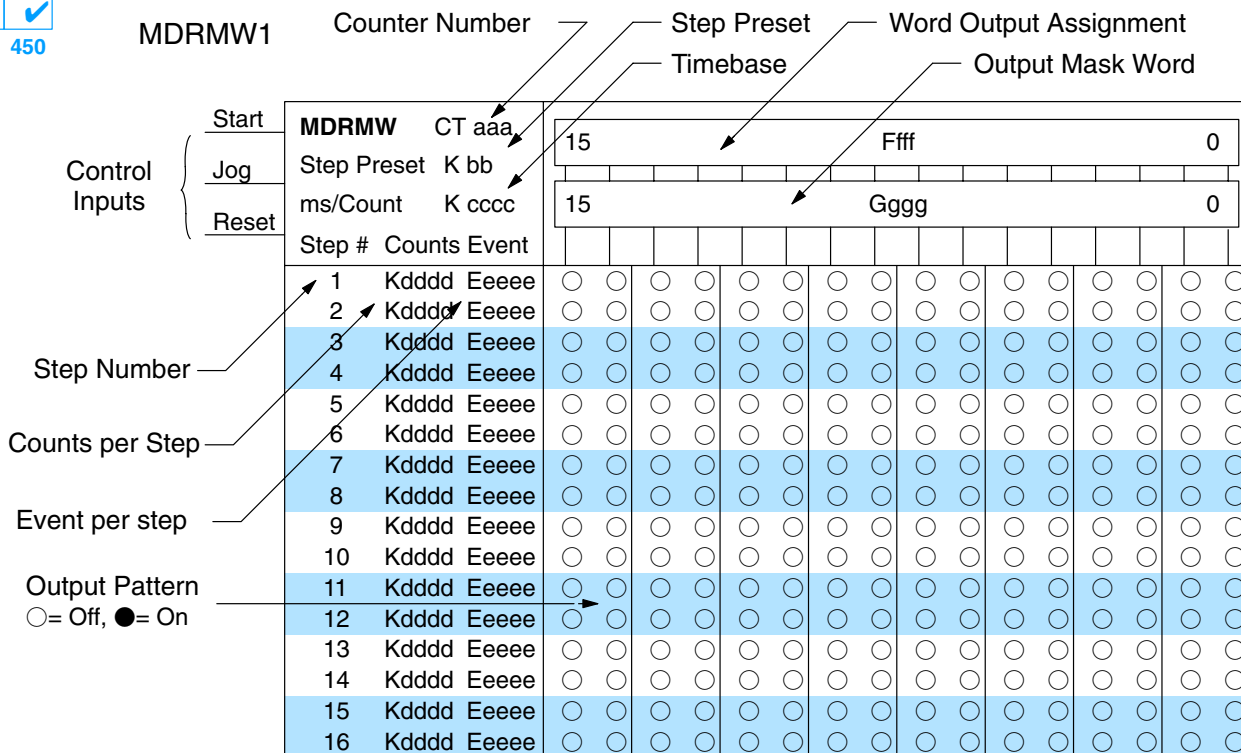 ✔
450
MDRMW1
Counter Number
Step Preset
Word Output Assignment
Timebase
Output Mask Word
Control
Inputs
Start
Jog
Reset
MDRMW CT aaa
Step Preset K bb
ms/Count K cccc
Step # Counts Event
15 Ffff 0
15 Gggg 0
1 Kdddd Eeeee
2 Kdddd Eeeee
3 Kdddd Eeeee
4 Kdddd Eeeee
5 Kdddd Eeeee
6 Kdddd Eeeee
7 Kdddd Eeeee
8 Kdddd Eeeee
9 Kdddd Eeeee
10 Kdddd Eeeee
11 Kdddd Eeeee
12 Kdddd Eeeee
13 Kdddd Eeeee
14 Kdddd Eeeee
15 Kdddd Eeeee
16 Kdddd Eeeee
Step Number
Counts per Step
Event per step
Output Pattern
○= Off, ●= On